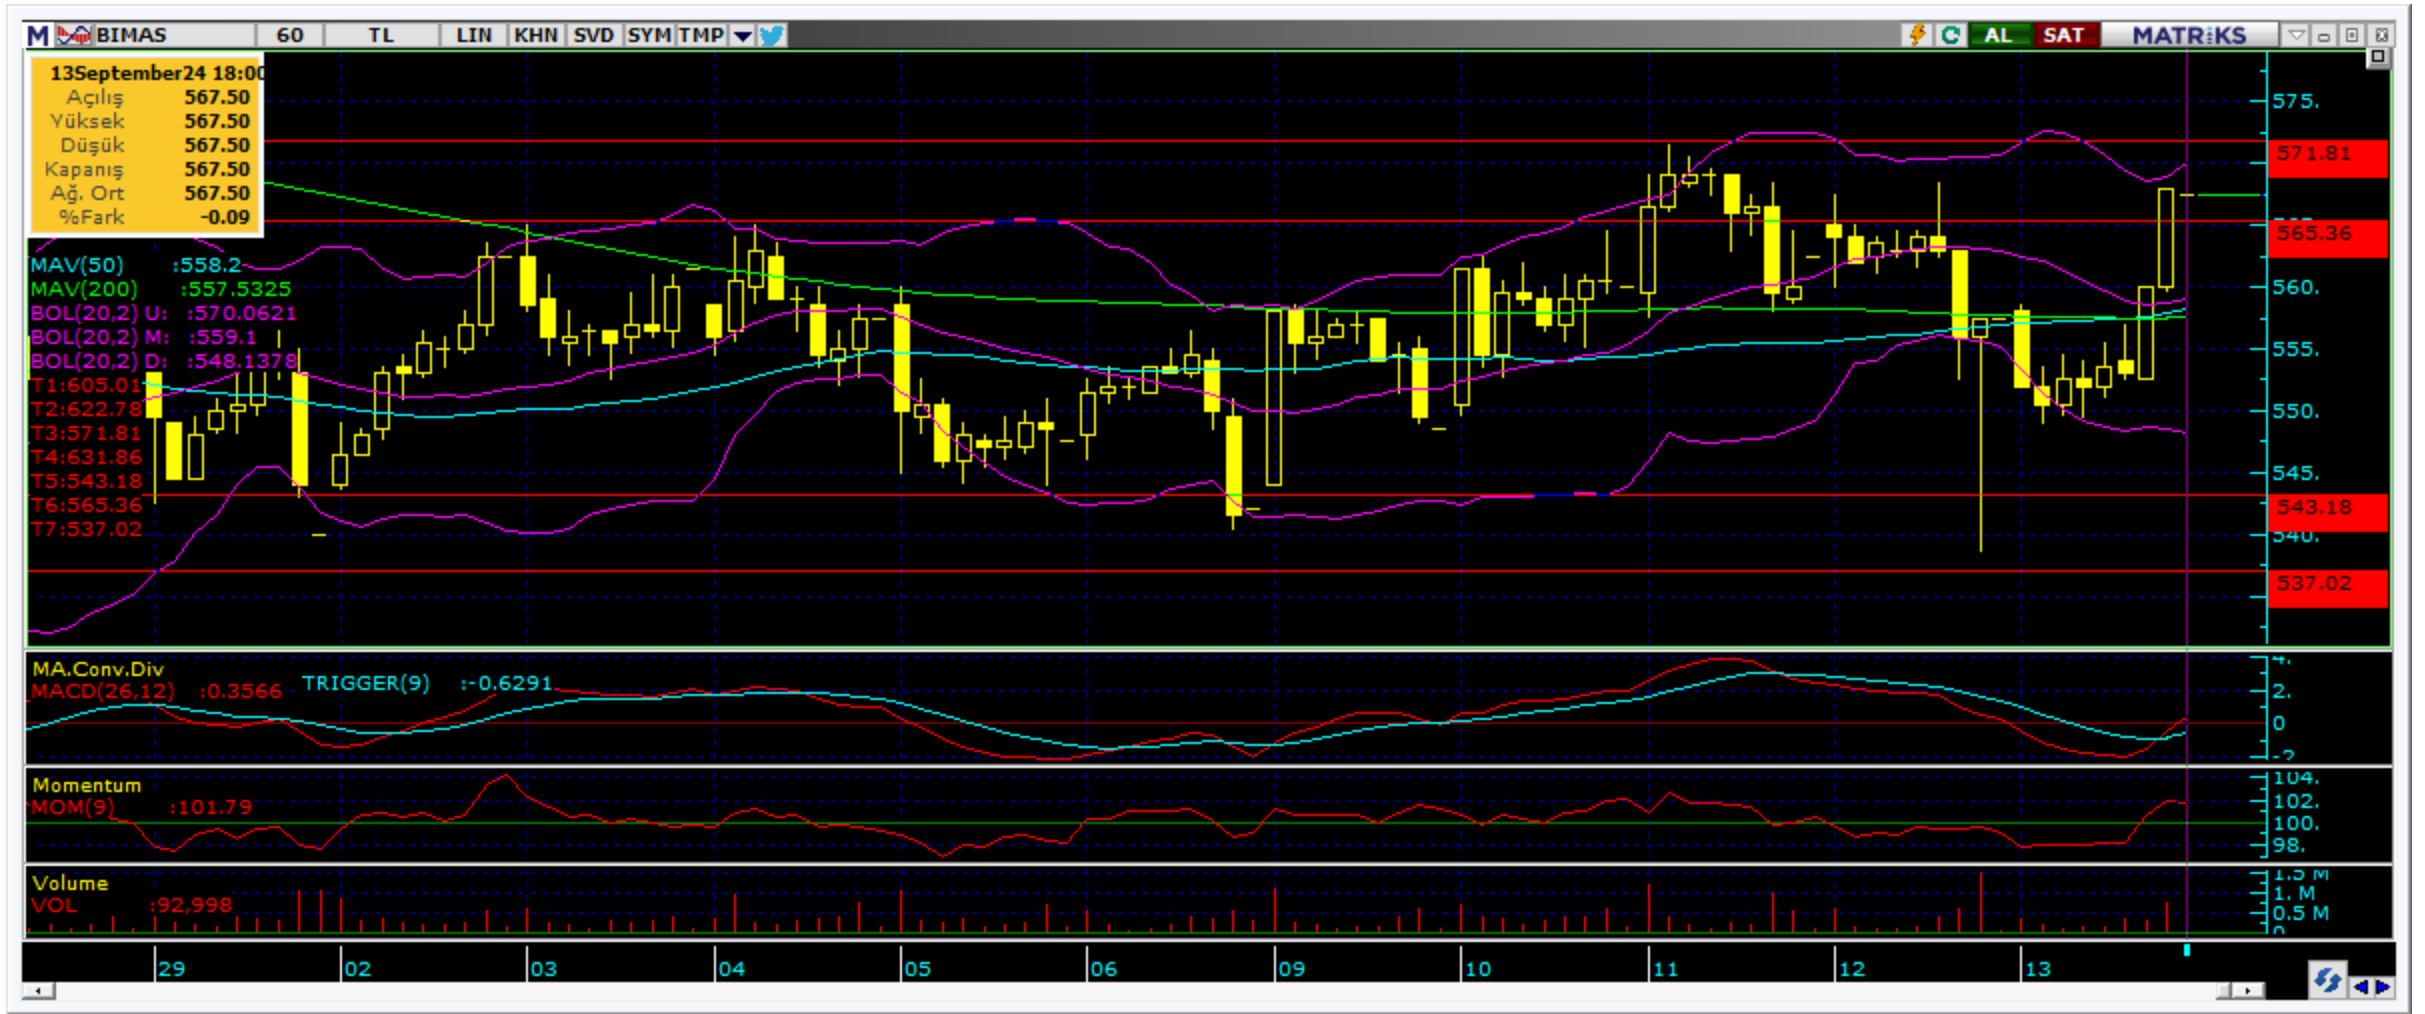 M BIMAS 60 TL LIN KHN SVD SYM TMP AL SAT MATRiKS
13September24 18:00
Açılış 567.50
Yüksek 567.50
Düşük 567.50
Kapanış 567.50
Ağ. Ort 567.50
%Fark -0.09
MAV(50) :558.2
MAV(200) :557.5325
BOL(20,2) U: :570.0621
BOL(20,2) M: :559.1
BOL(20,2) D: :548.1378
T1:605.01
T2:622.78
T3:571.81
T4:631.86
T5:543.18
T6:565.36
T7:537.02
575.
571.81
565.36
560.
555.
550.
545.
543.18
540.
537.02
MA.Conv.Div
MACD(26,12) :0.3566 TRIGGER(9) :-0.6291
4.
2.
0
-2
Momentum
MOM(9) :101.79
104.
102.
100.
98.
Volume
VOL :92,998
1.5 M
1. M
0.5 M
0
29 02 03 04 05 06 09 10 11 12 13